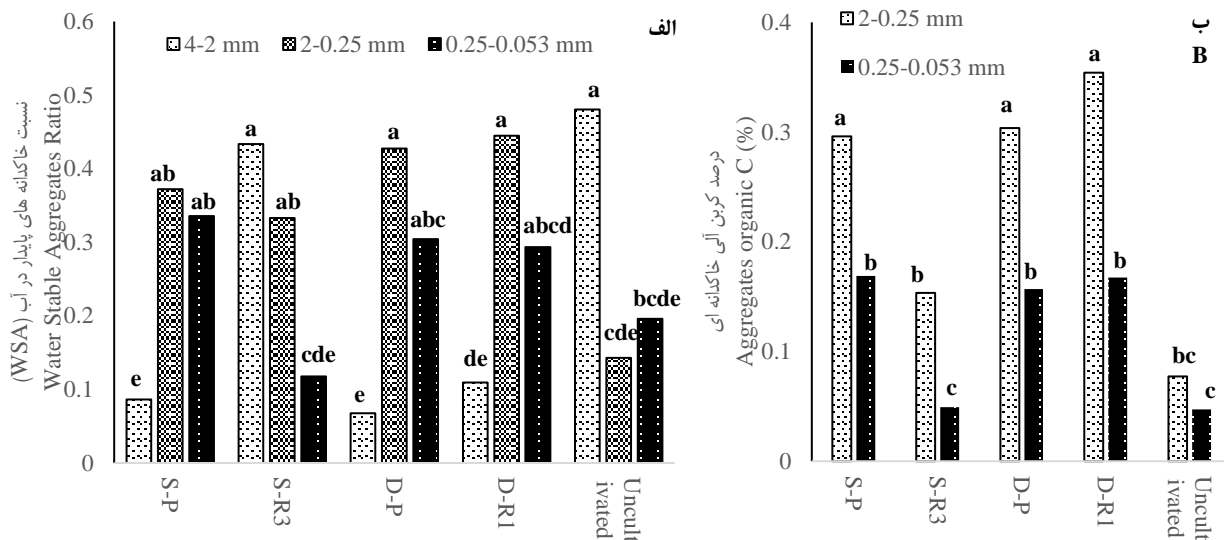 الف
4-2 mm 2-0.25 mm 0.25-0.053 mm
نسبت خاکدانه های پایدار در آب (WSA)
Water Stable Aggregates Ratio
0.6
0.5
0.4
0.3
0.2
0.1
0
e ab ab
a ab cde
e a abc
de a abcd
a cde bcde
S-P
S-R3
D-P
D-R1
Uncult
ivated
ب
B
2-0.25 mm
0.25-0.053 mm
درصد کربن آلی خاکدانه ای
Aggregates organic C (%)
0.4
0.3
0.2
0.1
0
a b
b c
a b
a b
bc c
S-P
S-R3
D-P
D-R1
Uncult
ivated